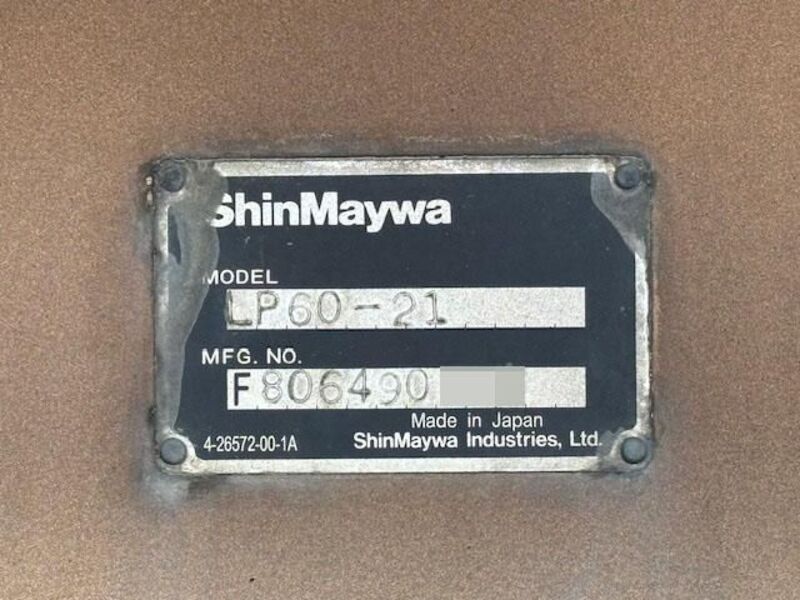 ShinMaywa
MODEL
LP60-21
MFG. NO.
F806490
Made in Japan
4-26572-00-1A
ShinMaywa Industries, Ltd.